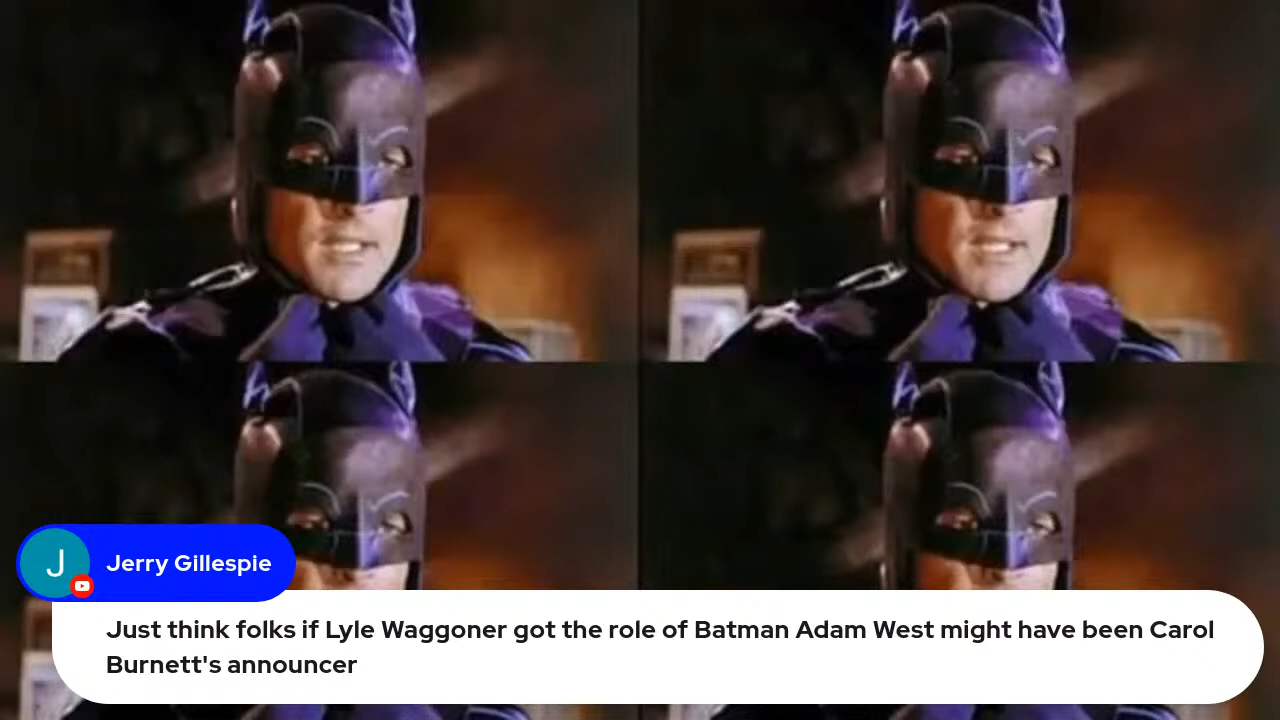 J
Jerry Gillespie
Just think folks if Lyle Waggoner got the role of Batman Adam West might have been Carol
Burnett's announcer